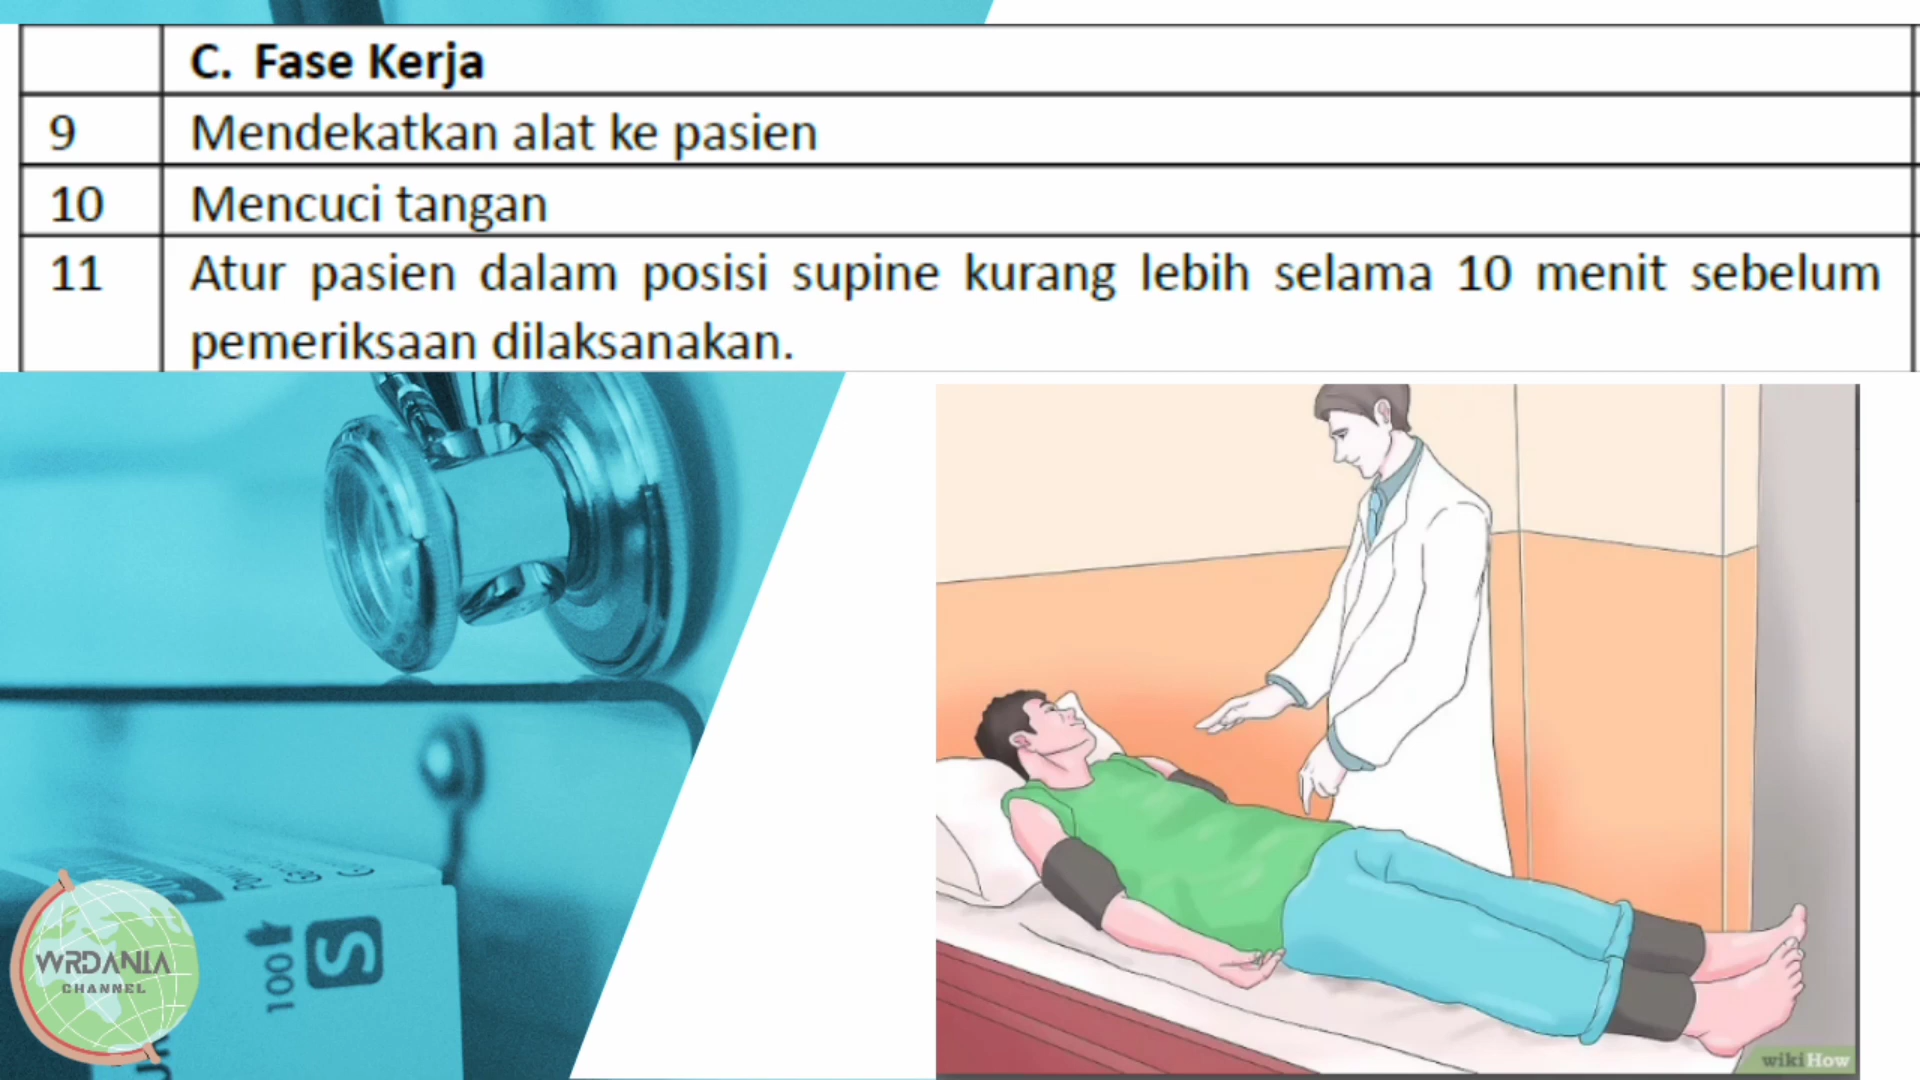 C. Fase Kerja
9 Mendekatkan alat ke pasien
10 Mencuci tangan
11 Atur pasien dalam posisi supine kurang lebih selama 10 menit sebelum
pemeriksaan dilaksanakan.
100
S
WRDANIA
CHANNEL
wikiHow